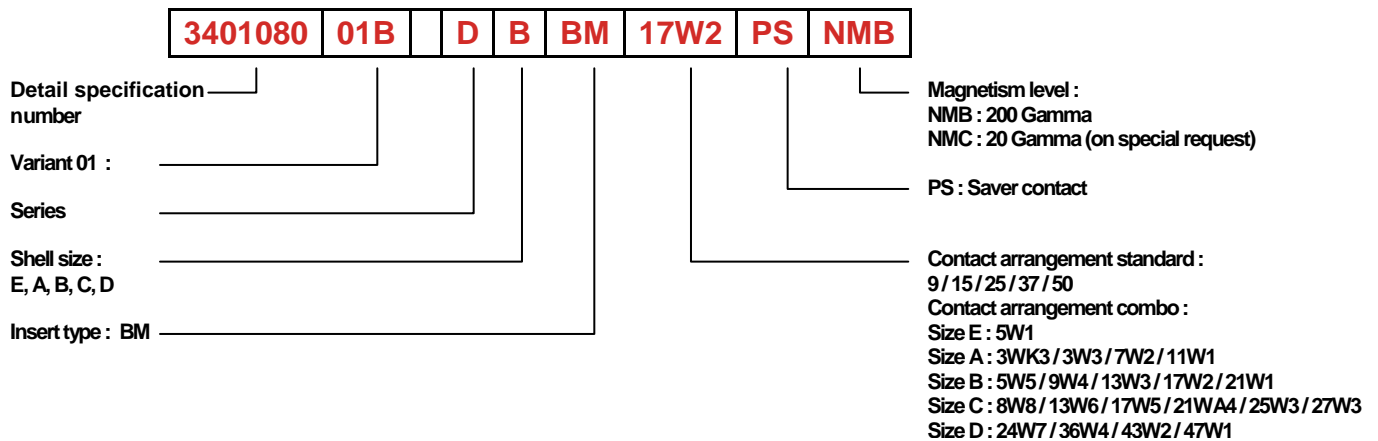 3401080 01B D B BM 17W2 PS NMB
Detail specification
number
Variant 01 :
Series
Shell size :
E, A, B, C, D
Insert type : BM
Magnetism level :
NMB : 200 Gamma
NMC : 20 Gamma (on special request)
PS : Saver contact
Contact arrangement standard :
9 / 15 / 25 / 37 / 50
Contact arrangement combo :
Size E : 5W1
Size A : 3WK3 / 3W3 / 7W2 / 11W1
Size B : 5W5 / 9W4 / 13W3 / 17W2 / 21W1
Size C : 8W8 / 13W6 / 17W5 / 21WA4 / 25W3 / 27W3
Size D : 24W7 / 36W4 / 43W2 / 47W1